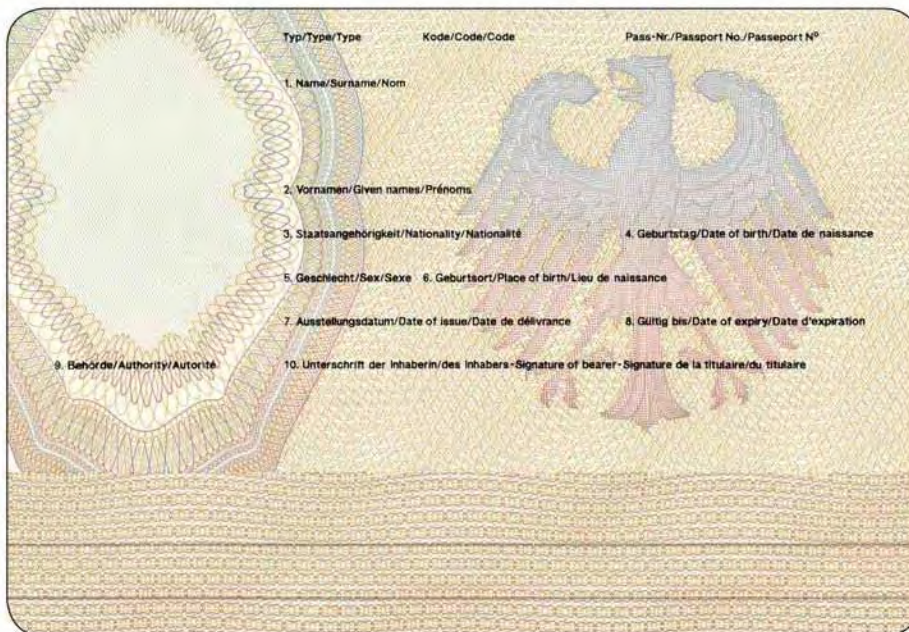 Typ/Type/Type Kode/Code/Code Pass-Nr./Passport No./Passeport Nº
1. Name/Surname/Nom
2. Vornamen/Given names/Prénoms
3. Staatsangehörigkeit/Nationality/Nationalité 4. Geburtstag/Date of birth/Date de naissance
5. Geschlecht/Sex/Sexe 6. Geburtsort/Place of birth/Lieu de naissance
7. Ausstellungsdatum/Date of issue/Date de délivrance 8. Gültig bis/Date of expiry/Date d'expiration
9. Behörde/Authority/Autorité 10. Unterschrift der Inhaberin/des Inhabers-Signature of bearer-Signature de la titulaire/du titulaire